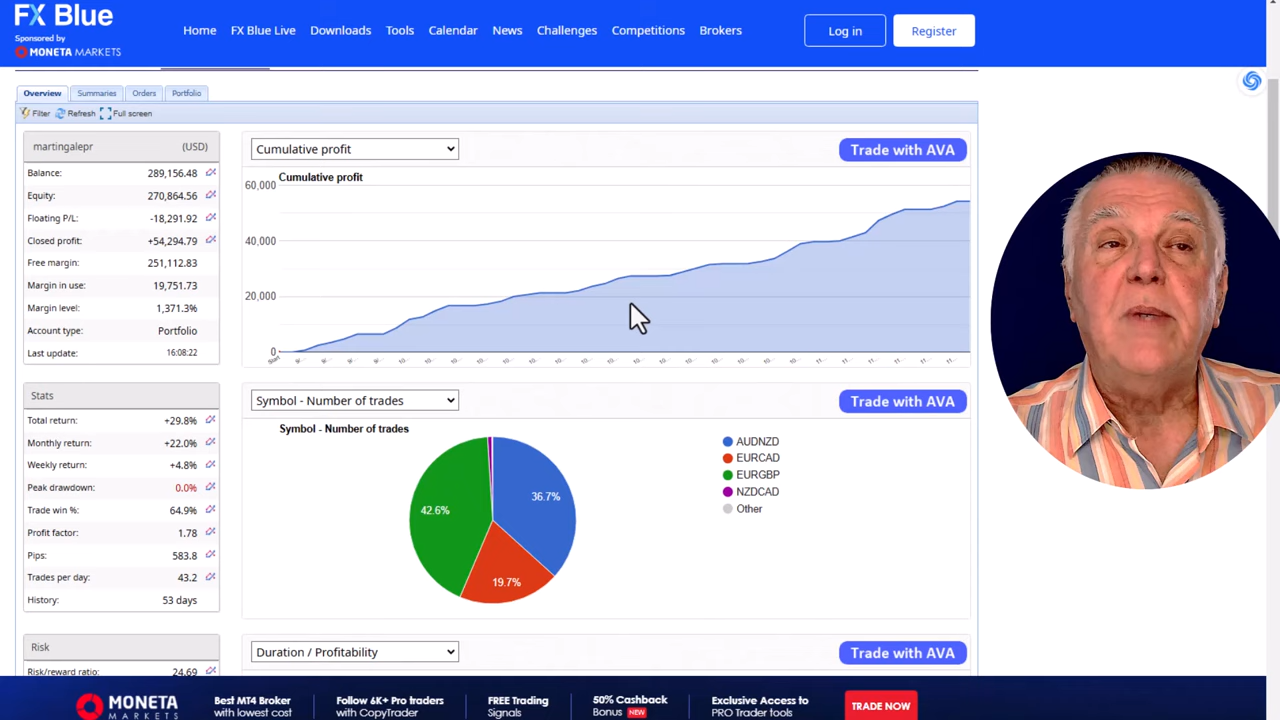 FX Blue
Sponsored by
MONETA MARKETS
Home FX Blue Live Downloads Tools Calendar News Challenges Competitions Brokers Log in Register
Overview Summaries Orders Portfolio
Filter Refresh Full screen
martingalepr (USD)
Balance: 289,156.48
Equity: 270,864.56
Floating P/L: -18,291.92
Closed profit: +54,294.79
Free margin: 251,112.83
Margin in use: 19,751.73
Margin level: 1,371.3%
Account type: Portfolio
Last update: 16:08:22
Cumulative profit
Trade with AVA
Cumulative profit
60,000
40,000
20,000
0
Stats
Total return: +29.8%
Monthly return: +22.0%
Weekly return: +4.8%
Peak drawdown: 0.0%
Trade win %: 64.9%
Profit factor: 1.78
Pips: 583.8
Trades per day: 43.2
History: 53 days
Symbol - Number of trades
Trade with AVA
Symbol - Number of trades
36.7%
42.6%
19.7%
AUDNZD
EURCAD
EURGBP
NZDCAD
Other
Risk
Risk/reward ratio: 24.69
Duration / Profitability
Trade with AVA
MONETA
MARKETS
Best MT4 Broker
with lowest cost
Follow 6K+ Pro traders
with CopyTrader
FREE Trading
Signals
50% Cashback
Bonus NEW
Exclusive Access to
PRO Trader tools
TRADE NOW